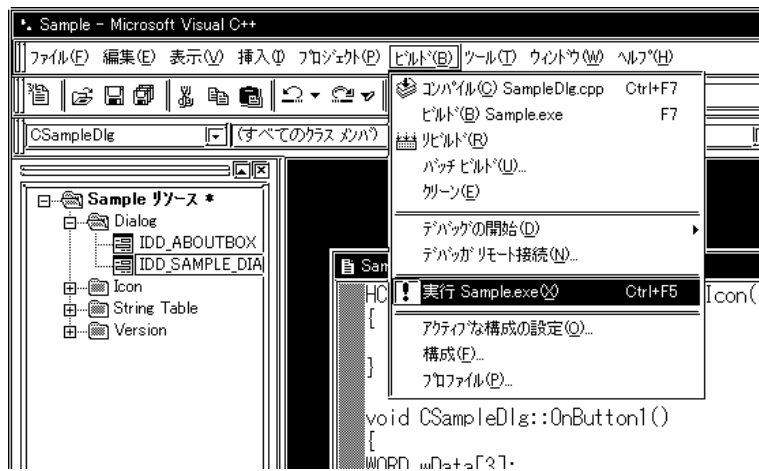 Sample - Microsoft Visual C++
ファイル(F) 編集(E) 表示(V) 挿入(I) プロジェクト(P) ビルド(B) ツール(T) ウィンドウ(W) ヘルプ(H)
CSampleDlg
(すべてのクラス メンバ)
コンパイル(C) SampleDlg.cpp Ctrl+F7
ビルド(B) Sample.exe F7
リビルド(R)
バッチ ビルド(U)...
クリーン(E)
デバッグの開始(D)
デバッガ リモート接続(N)...
実行 Sample.exe(X) Ctrl+F5
アクティブな構成の設定(O)...
構成(F)...
プロファイル(P)...
Sample リソース *
Dialog
IDD_ABOUTBOX
IDD_SAMPLE_DIA
Icon
String Table
Version
Sam
HC
Icon(
{
}
void CSampleDlg::OnButton1()
{
WORD wData[3];